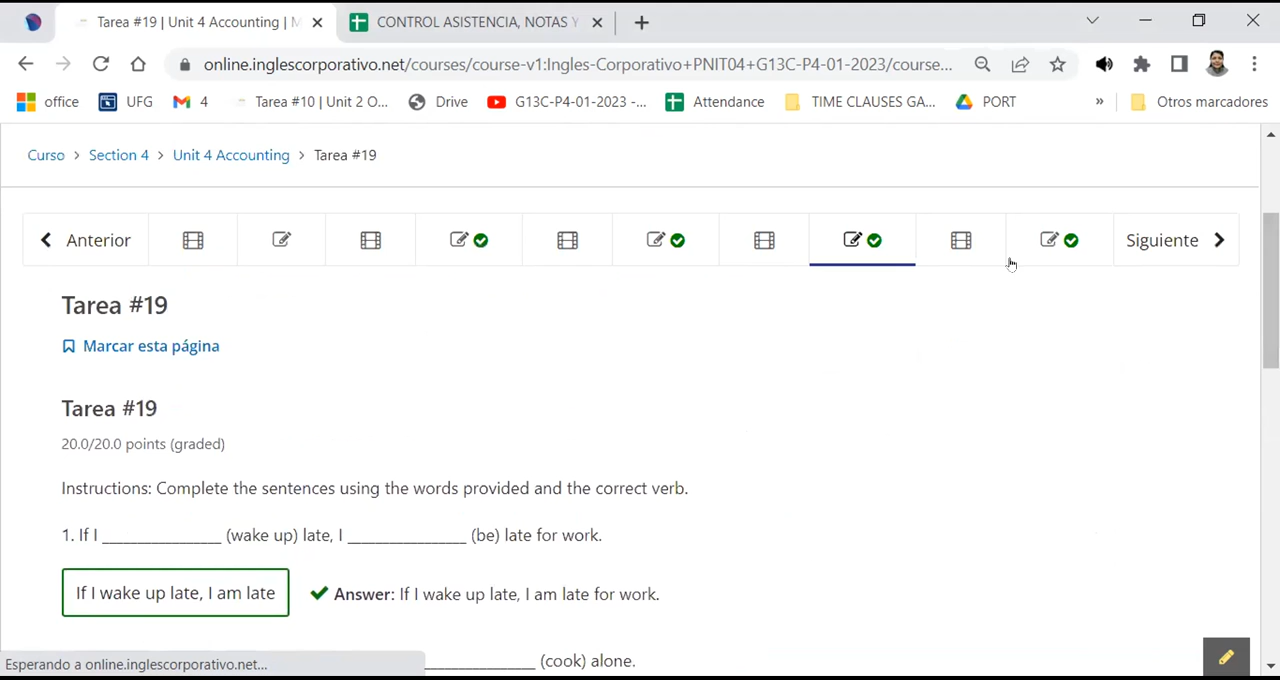 Tarea #19 | Unit 4 Accounting | M
CONTROL ASISTENCIA, NOTAS Y
online.inglescorporativo.net/courses/course-v1:Ingles-Corporativo+PNIT04+G13C-P4-01-2023/course...
office
UFG
4
Tarea #10 | Unit 2 O...
Drive
G13C-P4-01-2023 -...
Attendance
TIME CLAUSES GA...
PORT
»
Otros marcadores
Curso > Section 4 > Unit 4 Accounting > Tarea #19
Anterior
Siguiente
Tarea #19
Marcar esta página
Tarea #19
20.0/20.0 points (graded)
Instructions: Complete the sentences using the words provided and the correct verb.
1. If I _______________ (wake up) late, I _______________ (be) late for work.
If I wake up late, I am late
Answer: If I wake up late, I am late for work.
______________ (cook) alone.
Esperando a online.inglescorporativo.net...